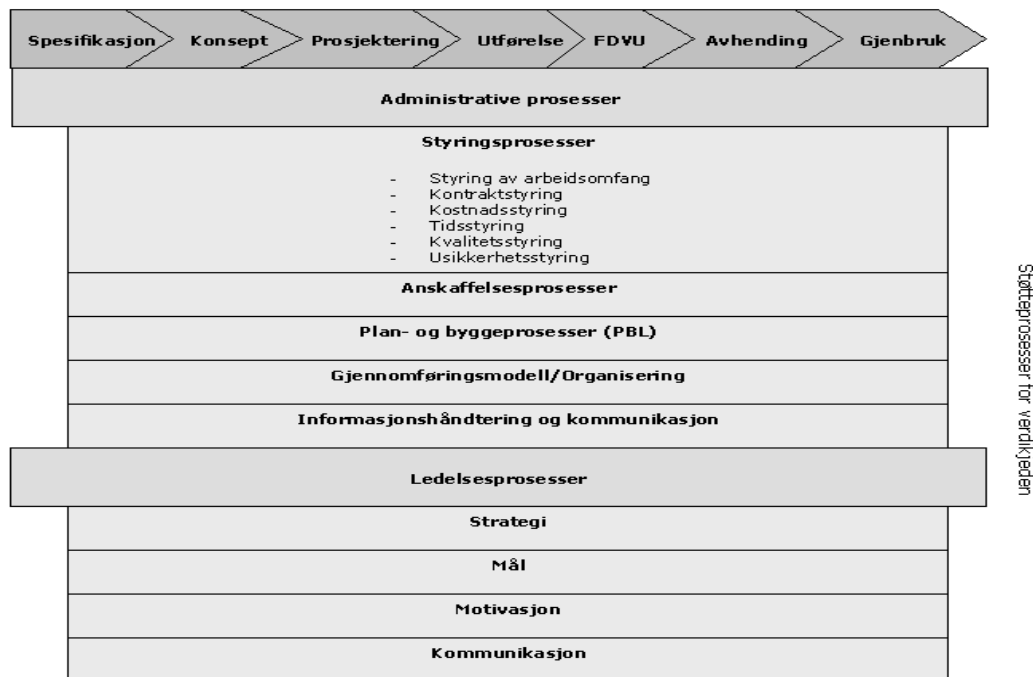 Spesifikasjon Konsept Prosjektering Utførelse FDVU Avhending Gjenbruk
Administrative prosesser
Styringsprosesser
- Styring av arbeidsomfang
- Kontraktstyring
- Kostnadsstyring
- Tidsstyring
- Kvalitetsstyring
- Usikkerhetsstyring
Anskaffelsesprosesser
Plan- og byggeprosesser (PBL)
Gjennomføringsmodell/Organisering
Informasjonshåndtering og kommunikasjon
Ledelsesprosesser
Strategi
Mål
Motivasjon
Kommunikasjon
Støtteprosesser for verdikjeden